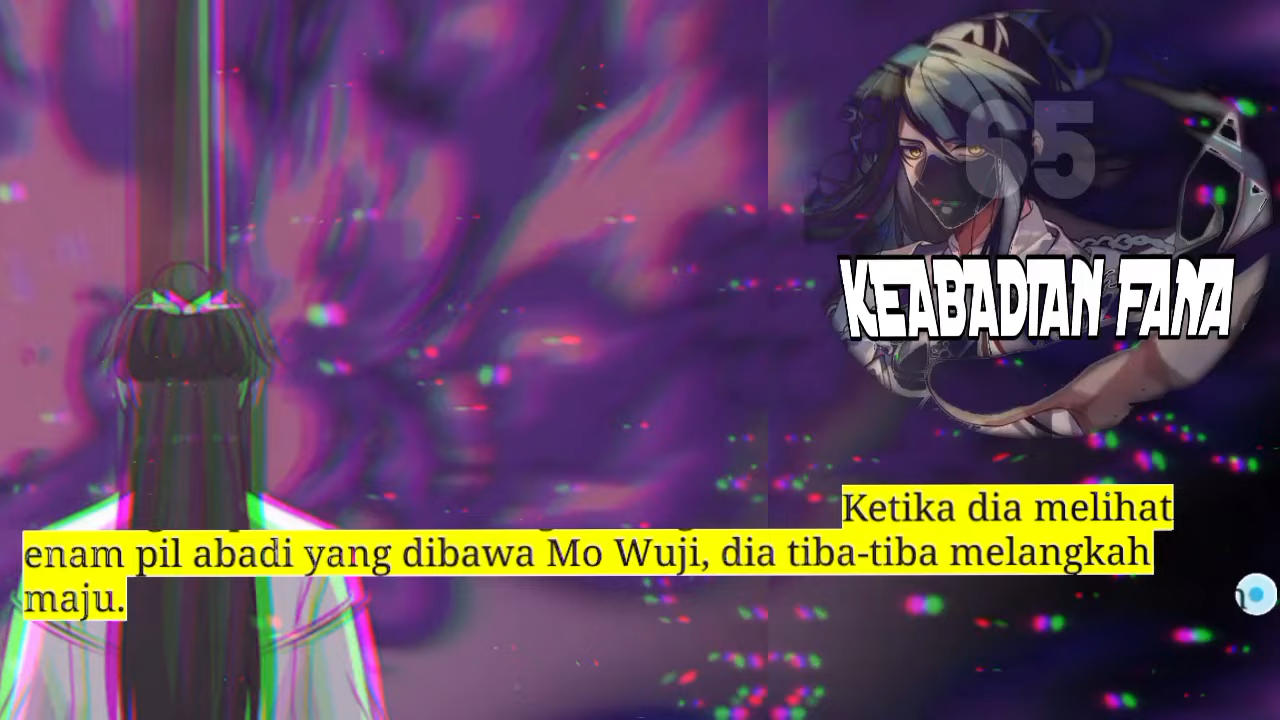 65
KEABADIAN FANA
Ketika dia melihat
enam pil abadi yang dibawa Mo Wuji, dia tiba-tiba melangkah
maju.